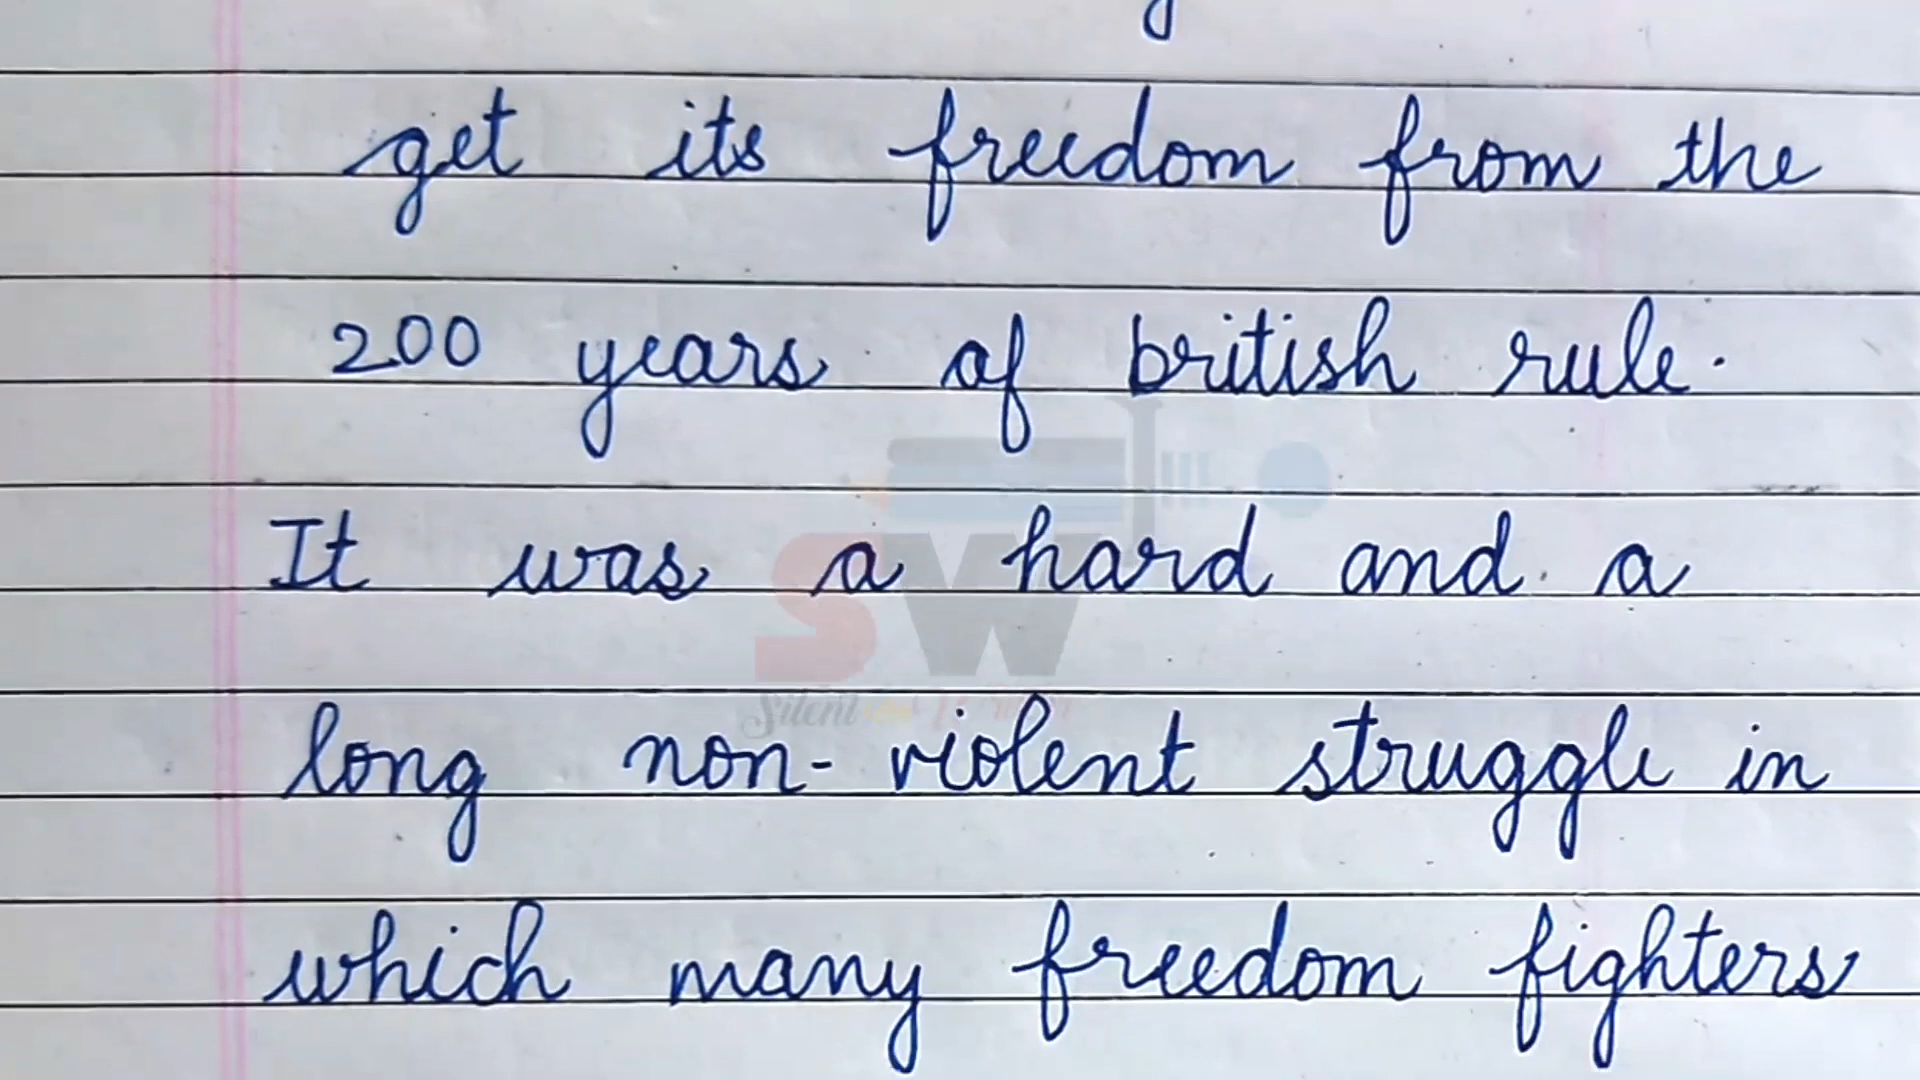 get its freedom from the
200 years of british rule.
It was a hard and a
SW
long non-violent struggle in
which many freedom fighters